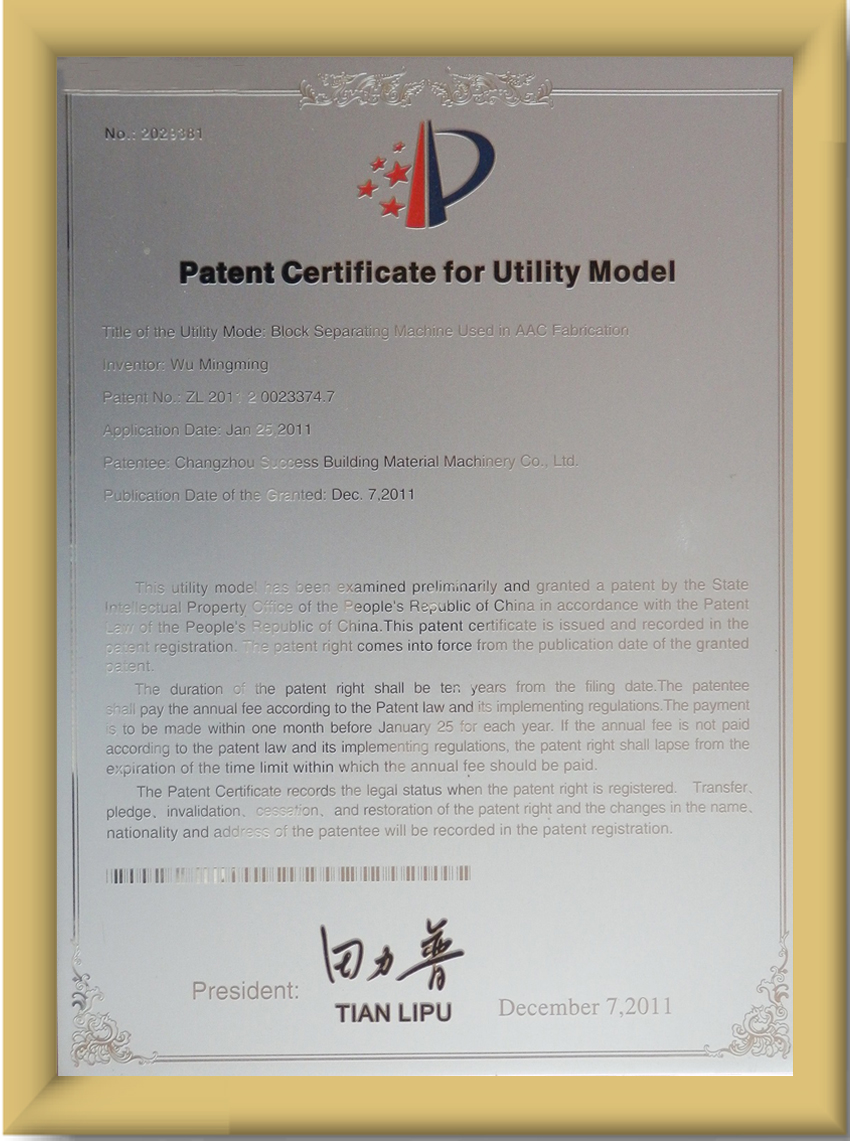 No.: 2023381
Patent Certificate for Utility Model
Title of the Utility Mode: Block Separating Machine Used in AAC Fabrication
Inventor: Wu Mingming
Patent No.: ZL 2011 2 0023374.7
Application Date: Jan 25,2011
Patentee: Changzhou Success Building Material Machinery Co., Ltd.
Publication Date of the Granted: Dec. 7,2011
This utility model has been examined preliminarily and granted a patent by the State
Intellectual Property Office of the People's Republic of China in accordance with the Patent
Law of the People's Republic of China.This patent certificate is issued and recorded in the
patent registration. The patent right comes into force from the publication date of the granted
patent.
The duration of the patent right shall be ten years from the filing date.The patentee
shall pay the annual fee according to the Patent law and its implementing regulations.The payment
is to be made within one month before January 25 for each year. If the annual fee is not paid
according to the patent law and its implementing regulations, the patent right shall lapse from the
expiration of the time limit within which the annual fee should be paid.
The Patent Certificate records the legal status when the patent right is registered. Transfer、
pledge、invalidation、cessation、and restoration of the patent right and the changes in the name、
nationality and address of the patentee will be recorded in the patent registration.
田力普
President:
TIAN LIPU
December 7,2011